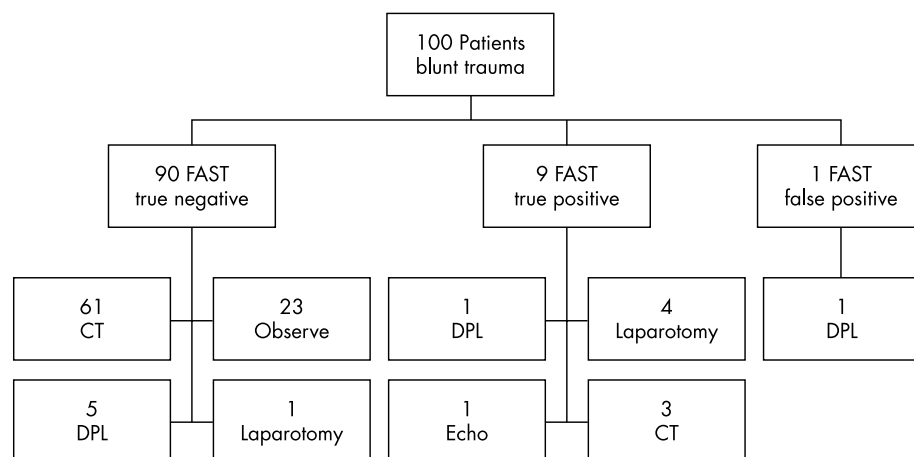 100 Patients
blunt trauma
90 FAST
true negative
9 FAST
true positive
1 FAST
false positive
61
CT
23
Observe
1
DPL
4
Laparotomy
1
DPL
5
DPL
1
Laparotomy
1
Echo
3
CT